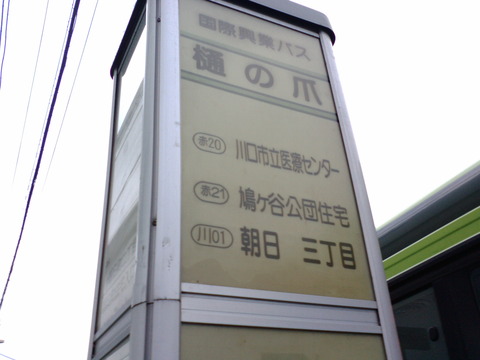 国際興業バス
樋の爪
赤20 川口市立医療センター
赤21 鳩ヶ谷公団住宅
川01 朝日 三丁目